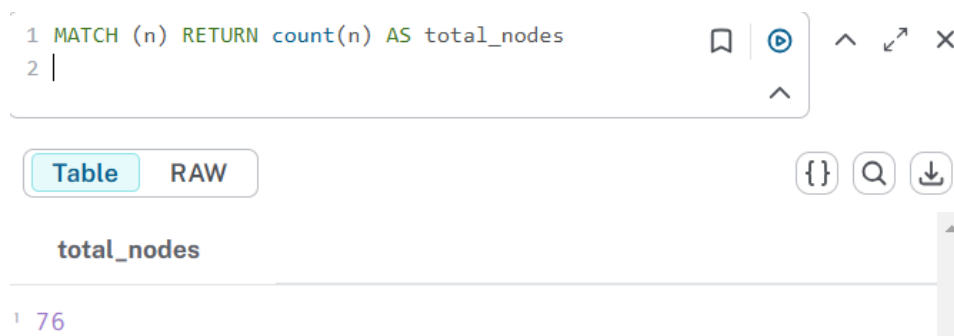 1 MATCH (n) RETURN count(n) AS total_nodes
2
Table RAW
{}
total_nodes
1 76